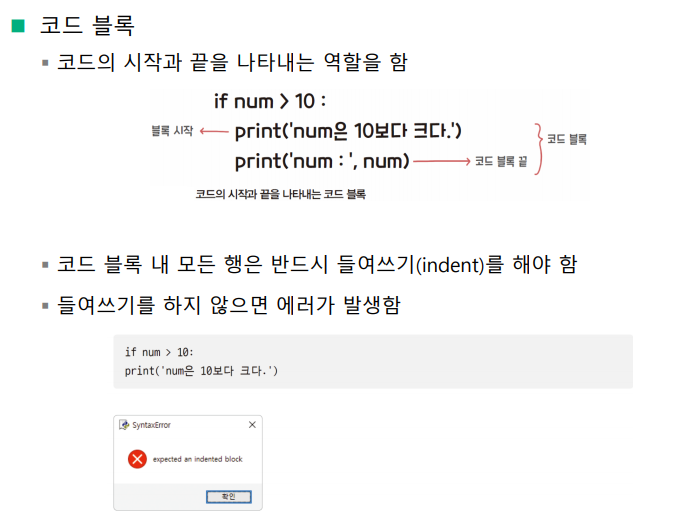 코드 블록
코드의 시작과 끝을 나타내는 역할을 함
if num > 10 :
블록 시작
print('num은 10보다 크다.')
코드 블록
print('num : ', num)
코드 블록 끝
코드의 시작과 끝을 나타내는 코드 블록
코드 블록 내 모든 행은 반드시 들여쓰기(indent)를 해야 함
들여쓰기를 하지 않으면 에러가 발생함
if num > 10:
print('num은 10보다 크다.')
SyntaxError
expected an indented block
확인